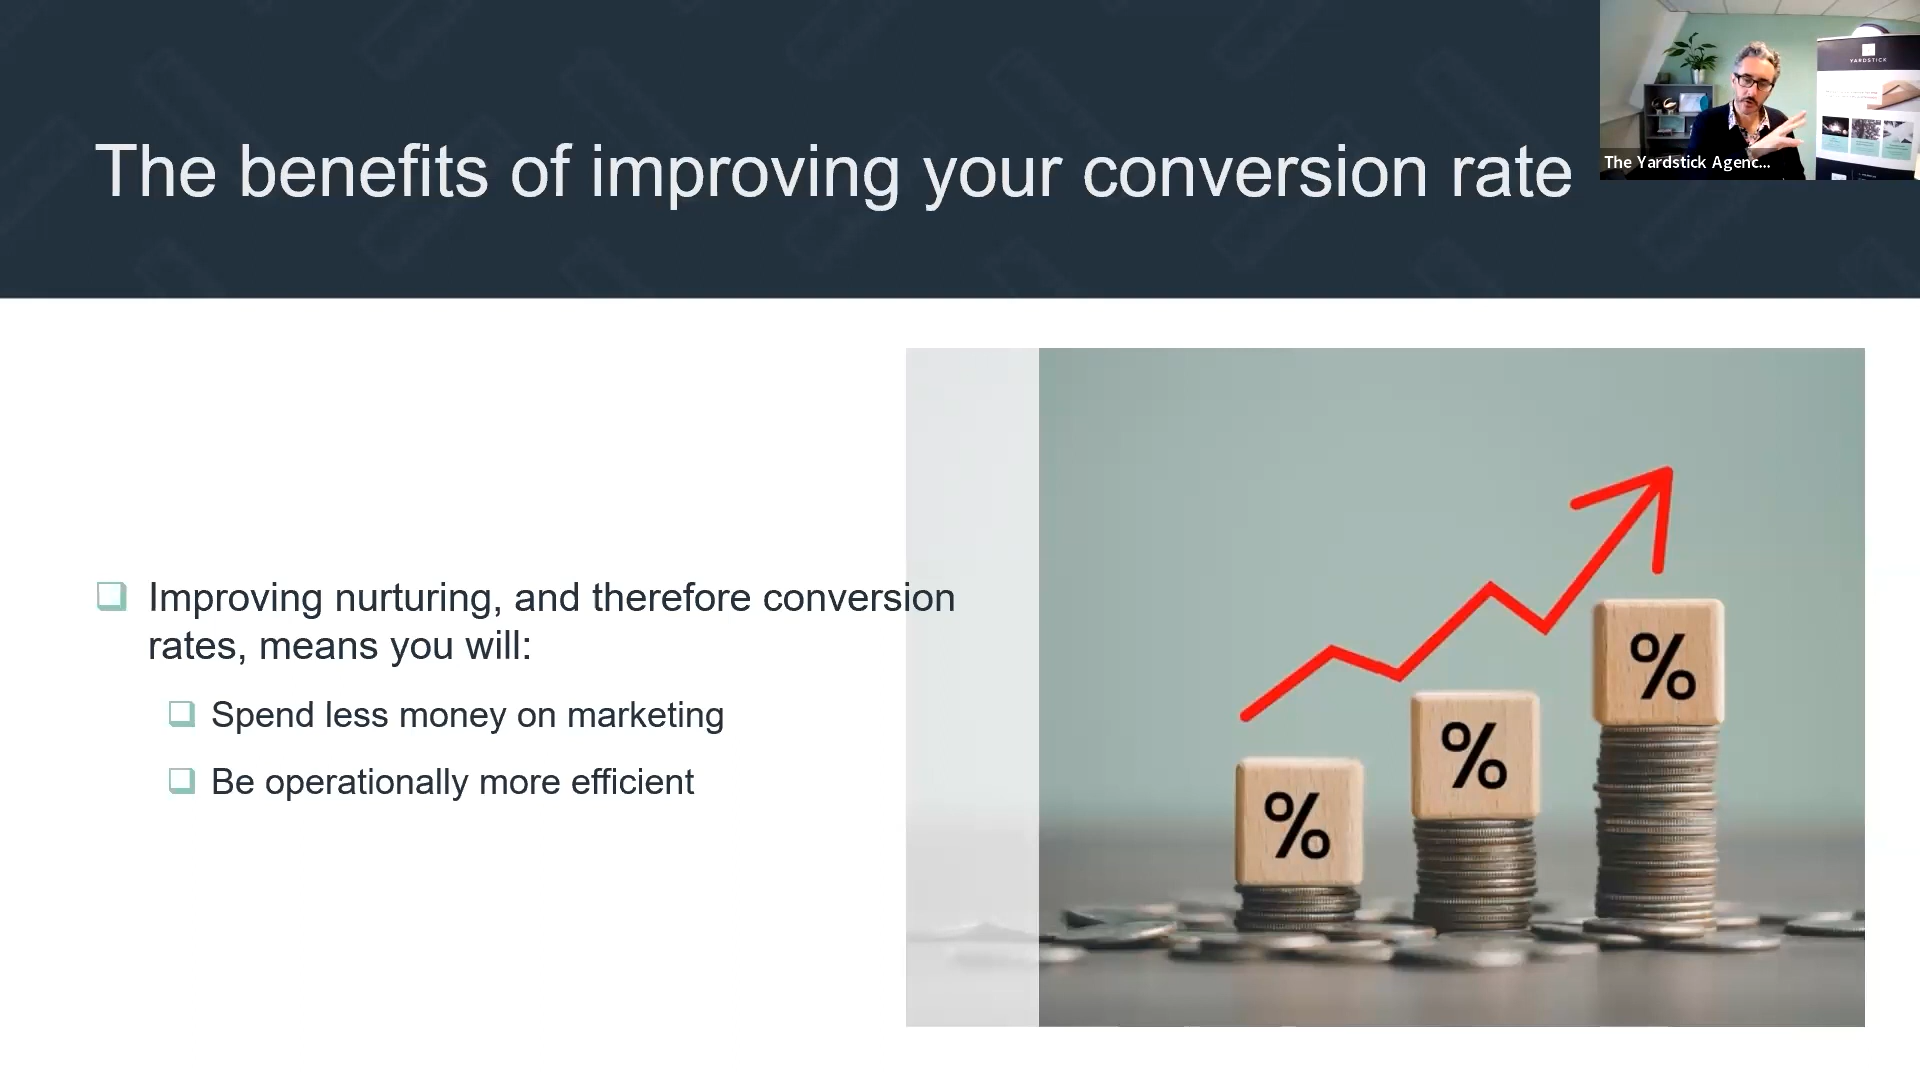 The benefits of improving your conversion rate
YARDSTICK
The Yardstick Agenc...
Improving nurturing, and therefore conversion
rates, means you will:
Spend less money on marketing
Be operationally more efficient
%
%
%